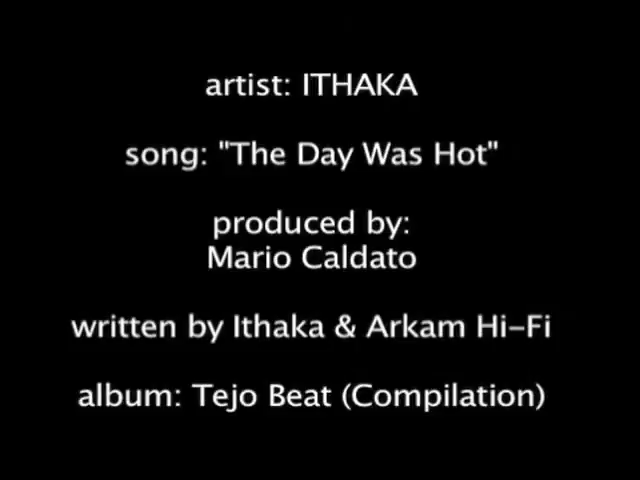 artist: ITHAKA
song: "The Day Was Hot"
produced by:
Mario Caldato
written by Ithaka & Arkam Hi-Fi
album: Tejo Beat (Compilation)